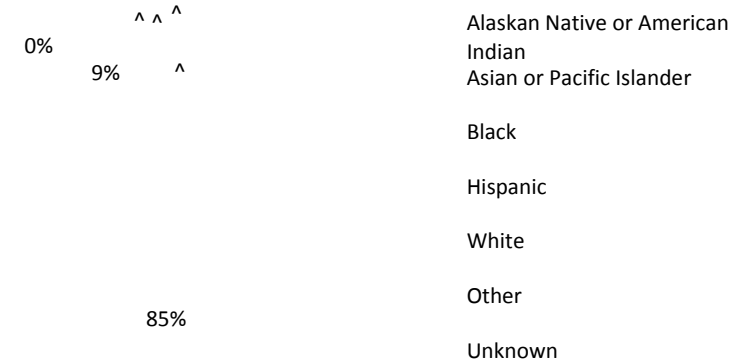 ^ ^ ^
0%
9% ^
85%
Alaskan Native or American
Indian
Asian or Pacific Islander
Black
Hispanic
White
Other
Unknown